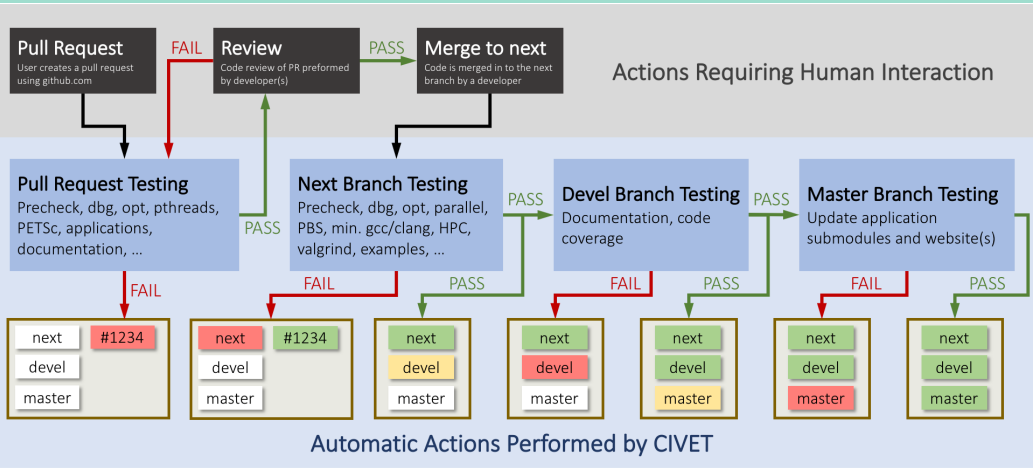 Pull Request
User creates a pull request
using github.com
FAIL
Review
Code review of PR preformed
by developer(s)
PASS
Merge to next
Code is merged in to the next
branch by a developer
Actions Requiring Human Interaction
Pull Request Testing
Precheck, dbg, opt, pthreads,
PETSc, applications,
documentation, ...
PASS
Next Branch Testing
Precheck, dbg, opt, parallel,
PBS, min. gcc/clang, HPC,
valgrind, examples, ...
PASS
Devel Branch Testing
Documentation, code
coverage
PASS
Master Branch Testing
Update application
submodules and website(s)
FAIL
FAIL
PASS
FAIL
PASS
FAIL
PASS
next #1234
devel
master
next #1234
devel
master
next
devel
master
next
devel
master
next
devel
master
next
devel
master
next
devel
master
Automatic Actions Performed by CIVET